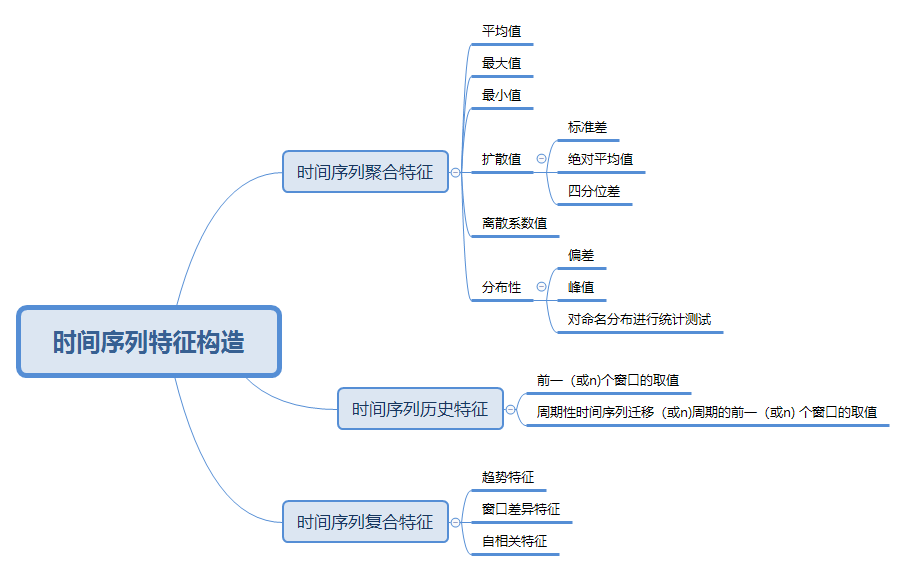 时间序列特征构造
时间序列聚合特征
平均值
最大值
最小值
扩散值
标准差
绝对平均值
四分位差
离散系数值
分布性
偏差
峰值
对命名分布进行统计测试
时间序列历史特征
前一（或n)个窗口的取值
周期性时间序列迁移（或n)周期的前一（或n) 个窗口的取值
时间序列复合特征
趋势特征
窗口差异特征
自相关特征